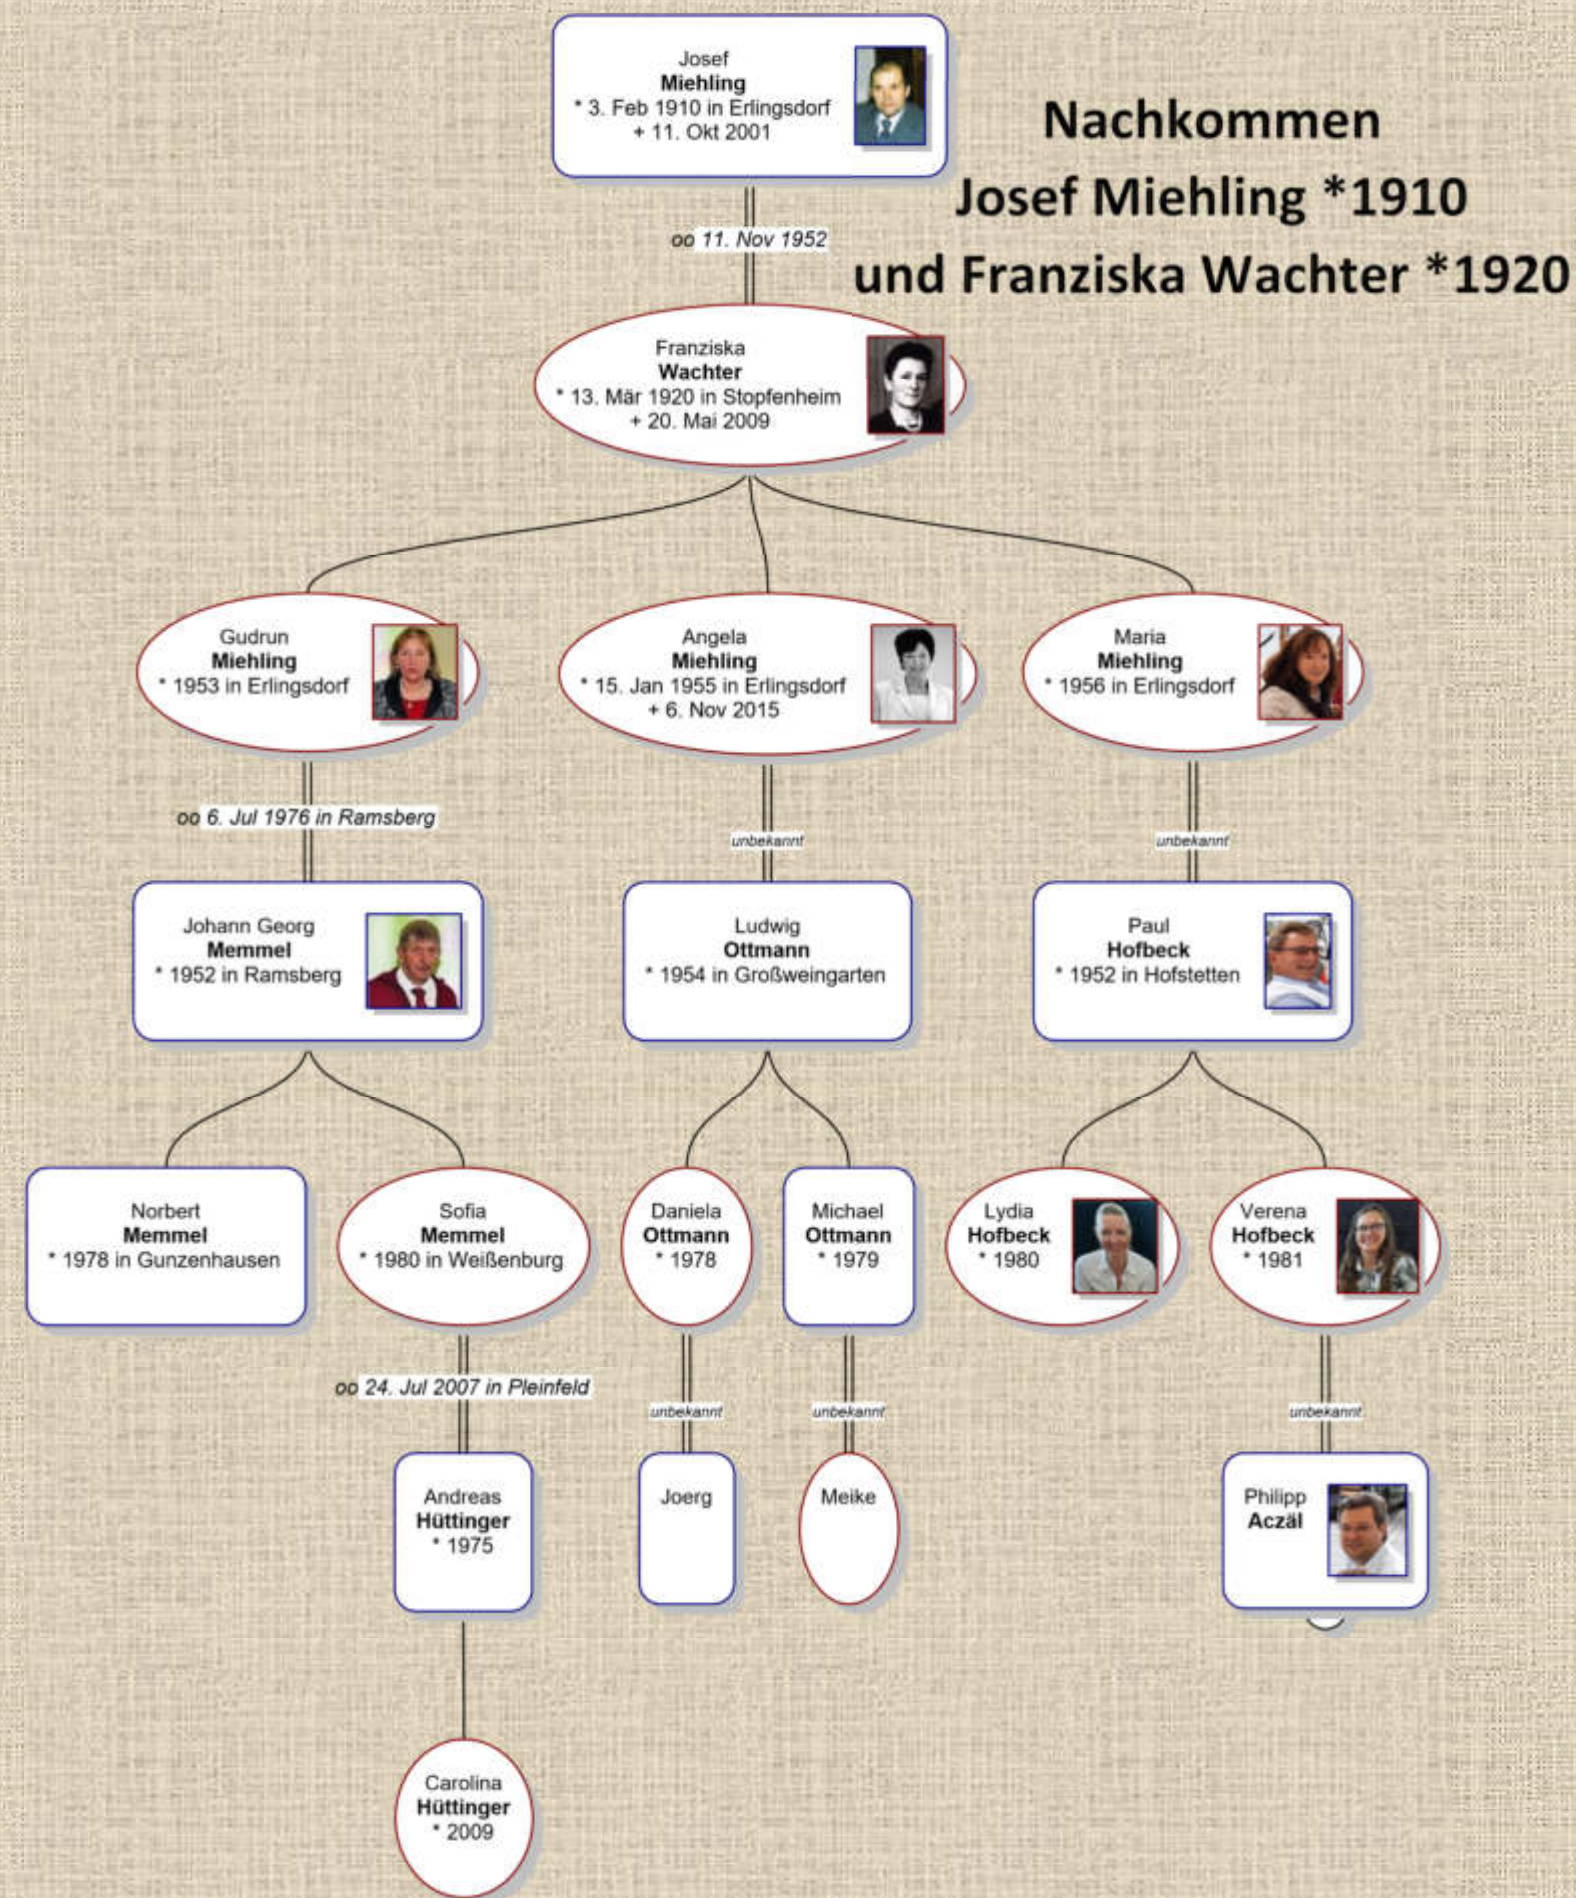 Josef
Miehling
* 3. Feb 1910 in Erlingsdorf
+ 11. Okt 2001
Nachkommen
Josef Miehling *1910
und Franziska Wachter *1920
oo 11. Nov 1952
Franziska
Wachter
* 13. Mär 1920 in Stopfenheim
+ 20. Mai 2009
Gudrun
Miehling
* 1953 in Erlingsdorf
Angela
Miehling
* 15. Jan 1955 in Erlingsdorf
+ 6. Nov 2015
Maria
Miehling
* 1956 in Erlingsdorf
oo 6. Jul 1976 in Ramsberg
unbekannt
unbekannt
Johann Georg
Memmel
* 1952 in Ramsberg
Ludwig
Ottmann
* 1954 in Großweingarten
Paul
Hofbeck
* 1952 in Hofstetten
Norbert
Memmel
* 1978 in Gunzenhausen
Sofia
Memmel
* 1980 in Weißenburg
Daniela
Ottmann
* 1978
Michael
Ottmann
* 1979
Lydia
Hofbeck
* 1980
Verena
Hofbeck
* 1981
oo 24. Jul 2007 in Pleinfeld
unbekannt
unbekannt
unbekannt
Andreas
Hüttinger
* 1975
Joerg
Meike
Philipp
Aczäl
Carolina
Hüttinger
* 2009